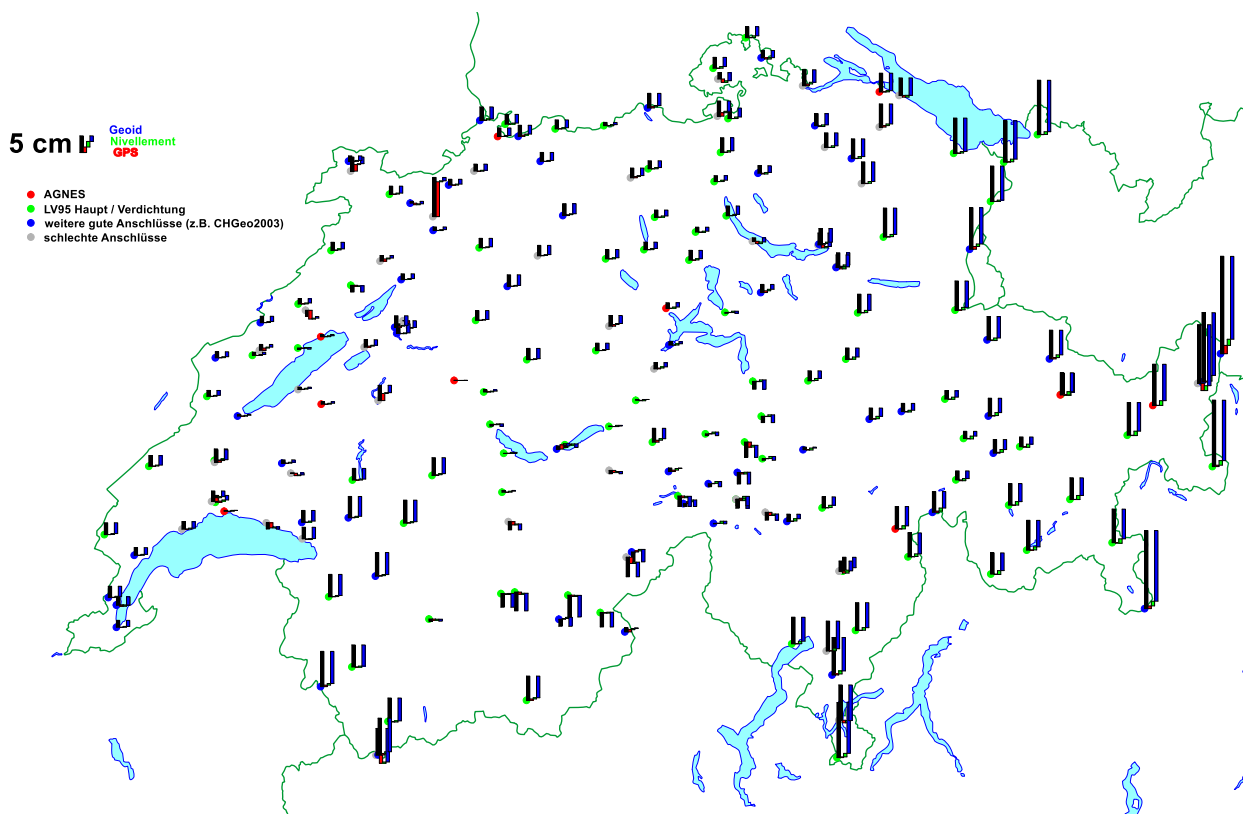 5 cm
Geoid
Nivellement
GPS
AGNES
LV95 Haupt / Verdichtung
weitere gute Anschlüsse (z.B. CHGeo2003)
schlechte Anschlüsse